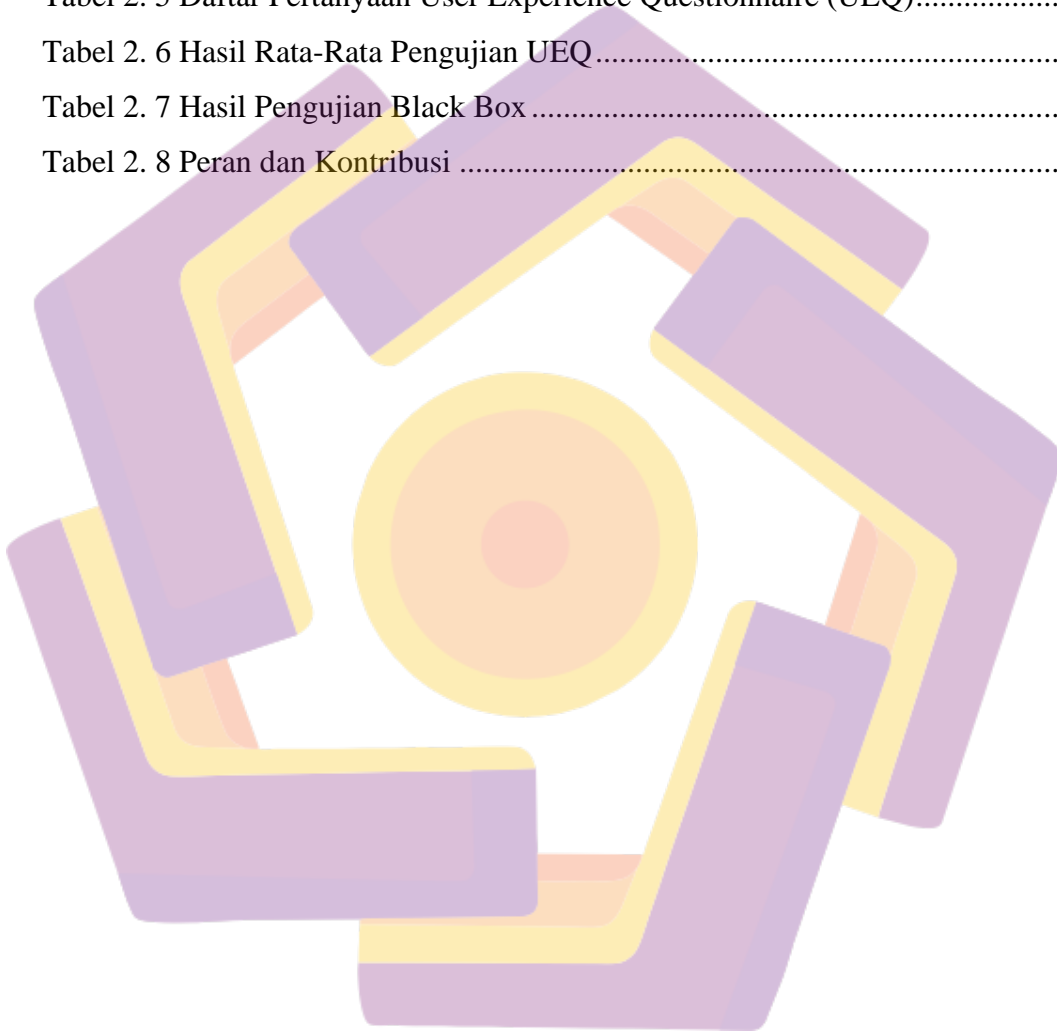 Tabel 2. 5 Daftar Pertanyaan User Experience Questionnaire (UEQ)................
Tabel 2. 6 Hasil Rata-Rata Pengujian UEQ..........................................................
Tabel 2. 7 Hasil Pengujian Black Box ...................................................................
Tabel 2. 8 Peran dan Kontribusi ............................................................................